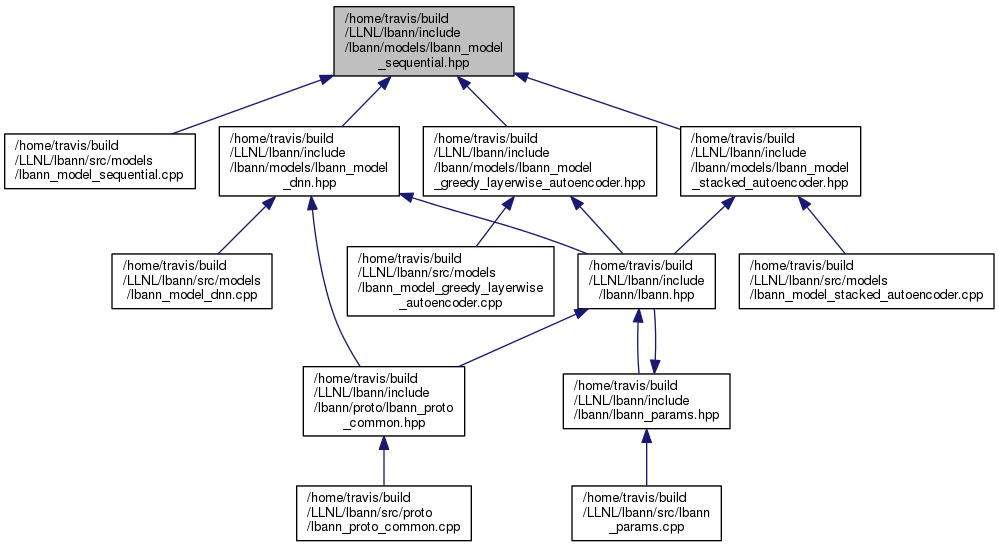 /home/travis/build
/LLNL/lbann/include
/lbann/models/lbann_model
_sequential.hpp
/home/travis/build
/LLNL/lbann/src/models
/lbann_model_sequential.cpp
/home/travis/build
/LLNL/lbann/include
/lbann/models/lbann_model
_dnn.hpp
/home/travis/build
/LLNL/lbann/include
/lbann/models/lbann_model
_greedy_layerwise_autoencoder.hpp
/home/travis/build
/LLNL/lbann/include
/lbann/models/lbann_model
_stacked_autoencoder.hpp
/home/travis/build
/LLNL/lbann/src/models
/lbann_model_dnn.cpp
/home/travis/build
/LLNL/lbann/src/models
/lbann_model_greedy_layerwise
_autoencoder.cpp
/home/travis/build
/LLNL/lbann/include
/lbann/lbann.hpp
/home/travis/build
/LLNL/lbann/src/models
/lbann_model_stacked_autoencoder.cpp
/home/travis/build
/LLNL/lbann/include
/lbann/proto/lbann_proto
_common.hpp
/home/travis/build
/LLNL/lbann/include
/lbann/lbann_params.hpp
/home/travis/build
/LLNL/lbann/src/proto
/lbann_proto_common.cpp
/home/travis/build
/LLNL/lbann/src/lbann
_params.cpp